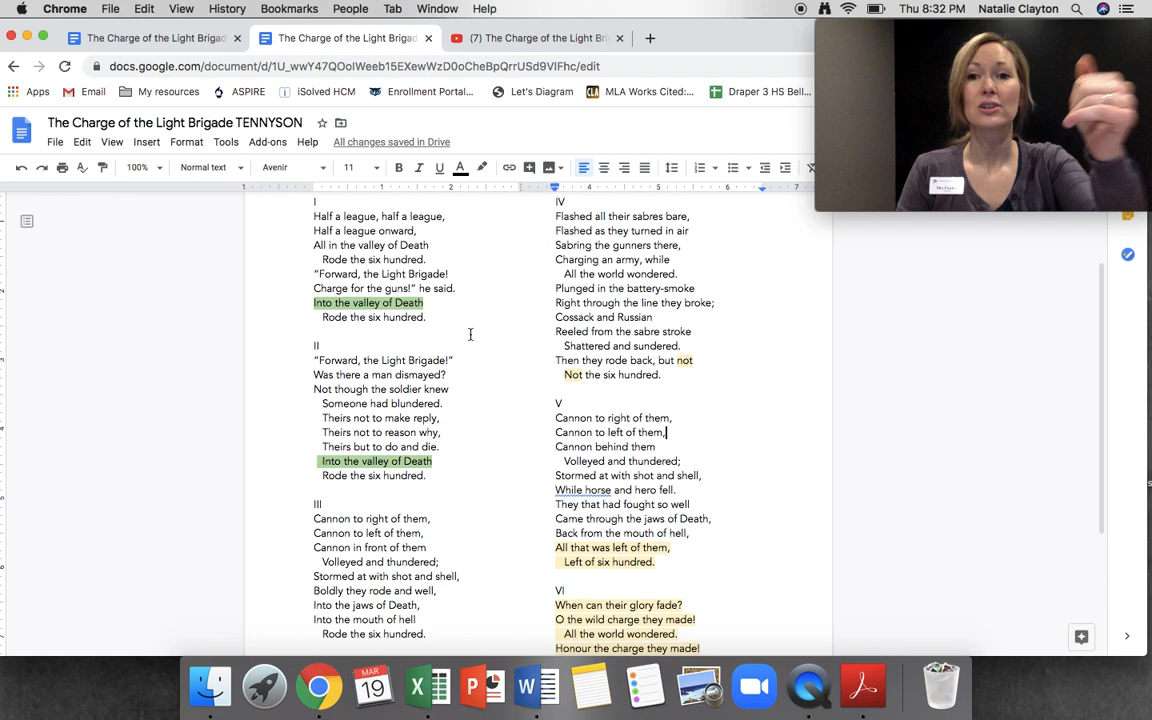 Chrome File Edit View History Bookmarks People Tab Window Help Thu 8:32 PM Natalie Clayton
The Charge of the Light Brigad
The Charge of the Light Brigad
(7) The Charge of the Light Bri
docs.google.com/document/d/1U_wwY47QOoIWeeb15EXewWzD0oCheBpQrrUSd9VlFhc/edit
Apps Email My resources ASPIRE iSolved HCM Enrollment Portal... Let's Diagram MLA Works Cited:... Draper 3 HS Bell...
The Charge of the Light Brigade TENNYSON
File Edit View Insert Format Tools Add-ons Help All changes saved in Drive
100% Normal text Avenir 11 B I U A
1 1 2 4 5 6 7
I
Half a league, half a league,
Half a league onward,
All in the valley of Death
Rode the six hundred.
“Forward, the Light Brigade!
Charge for the guns!” he said.
Into the valley of Death
Rode the six hundred.
II
“Forward, the Light Brigade!”
Was there a man dismayed?
Not though the soldier knew
Someone had blundered.
Theirs not to make reply,
Theirs not to reason why,
Theirs but to do and die.
Into the valley of Death
Rode the six hundred.
III
Cannon to right of them,
Cannon to left of them,
Cannon in front of them
Volleyed and thundered;
Stormed at with shot and shell,
Boldly they rode and well,
Into the jaws of Death,
Into the mouth of hell
Rode the six hundred.
IV
Flashed all their sabres bare,
Flashed as they turned in air
Sabring the gunners there,
Charging an army, while
All the world wondered.
Plunged in the battery-smoke
Right through the line they broke;
Cossack and Russian
Reeled from the sabre stroke
Shattered and sundered.
Then they rode back, but not
Not the six hundred.
V
Cannon to right of them,
Cannon to left of them,
Cannon behind them
Volleyed and thundered;
Stormed at with shot and shell,
While horse and hero fell.
They that had fought so well
Came through the jaws of Death,
Back from the mouth of hell,
All that was left of them,
Left of six hundred.
VI
When can their glory fade?
O the wild charge they made!
All the world wondered.
Honour the charge they made!
MAR
19